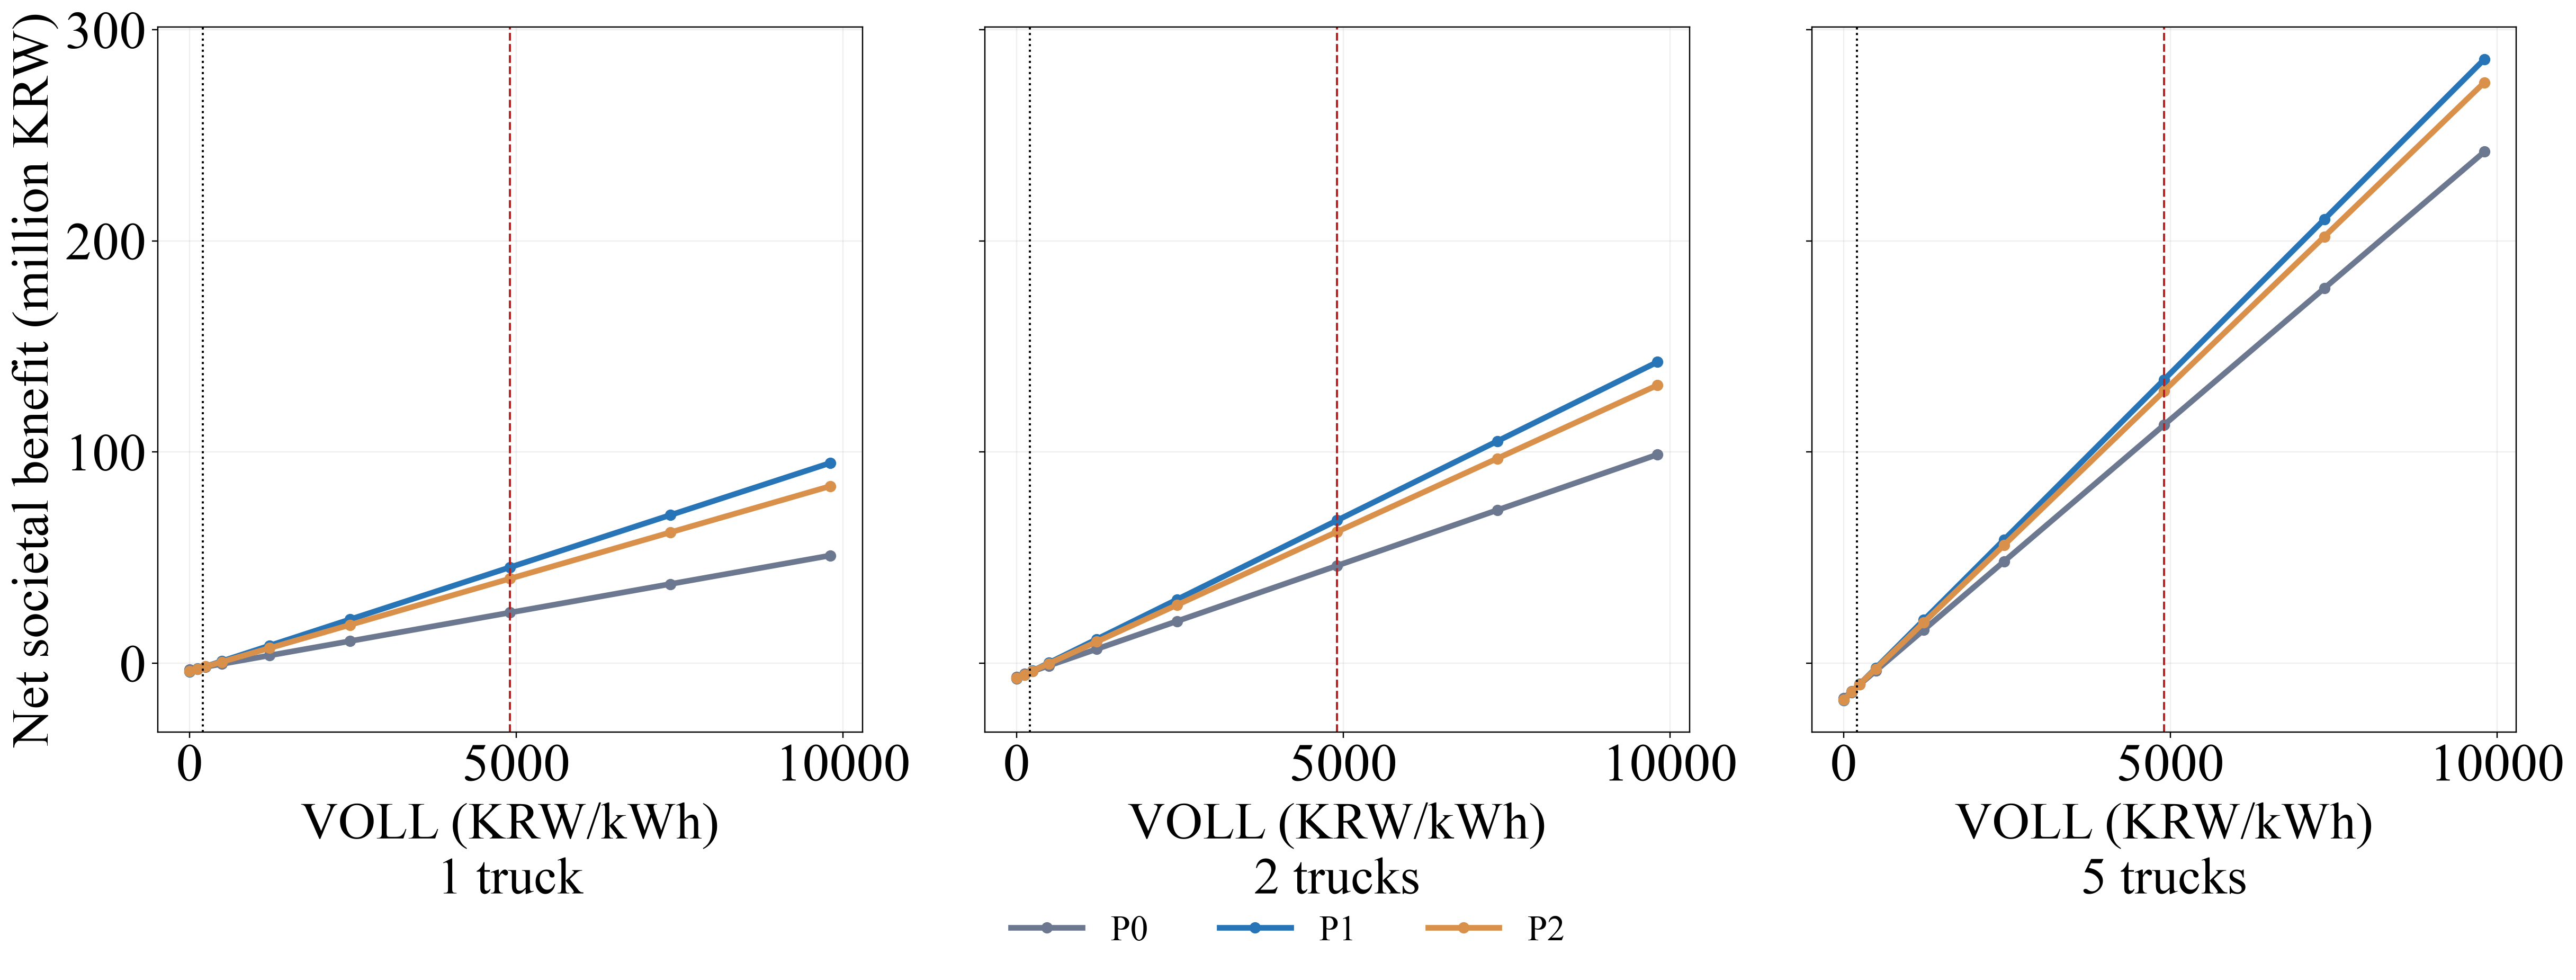 Net societal benefit (million KRW)
300
200
100
0
0 5000 10000
VOLL (KRW/kWh)
1 truck
0 5000 10000
VOLL (KRW/kWh)
2 trucks
0 5000 10000
VOLL (KRW/kWh)
5 trucks
P0 P1 P2